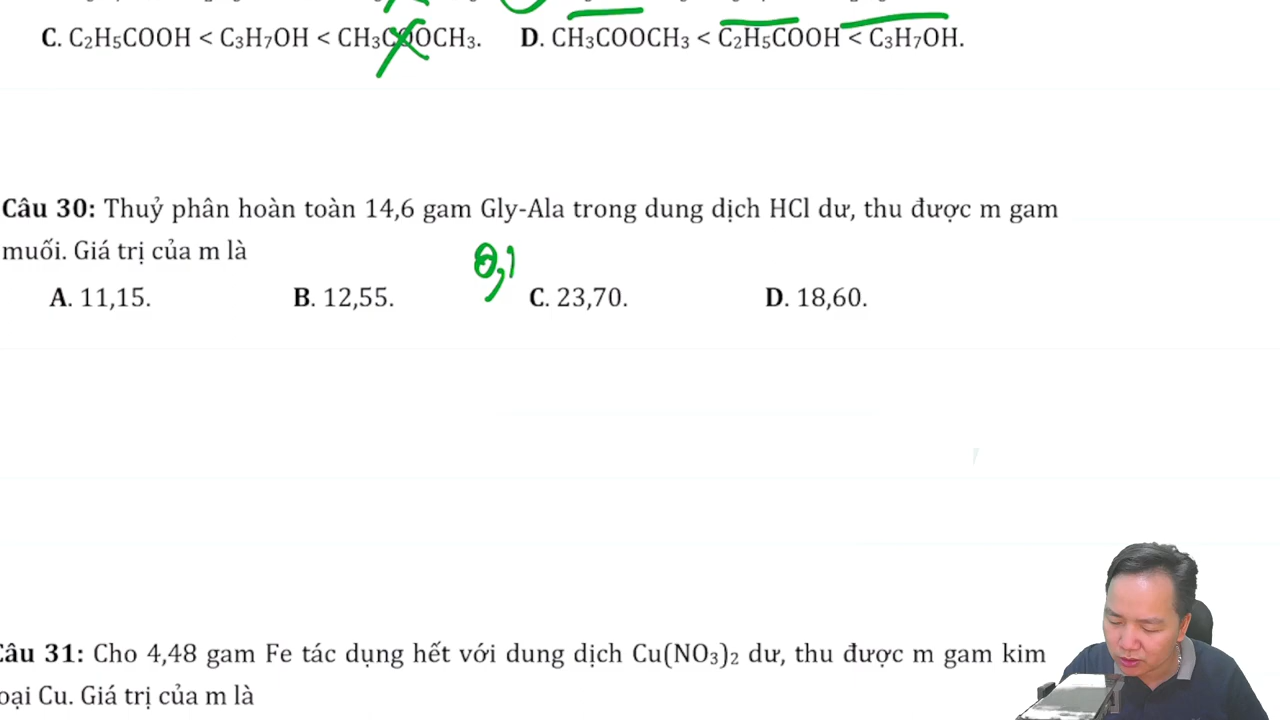 C. C₂H₅COOH < C₃H₇OH < CH₃COOCH₃. D. CH₃COOCH₃ < C₂H₅COOH < C₃H₇OH.
Câu 30: Thuỷ phân hoàn toàn 14,6 gam Gly-Ala trong dung dịch HCl dư, thu được m gam
muối. Giá trị của m là
0,1
A. 11,15. B. 12,55. C. 23,70. D. 18,60.
Câu 31: Cho 4,48 gam Fe tác dụng hết với dung dịch Cu(NO₃)₂ dư, thu được m gam kim
oại Cu. Giá trị của m là